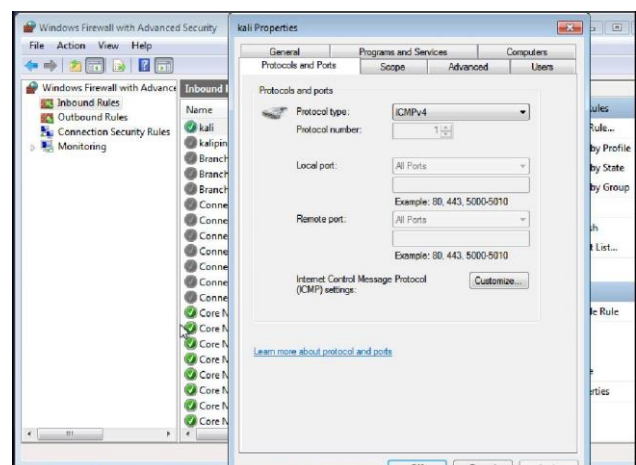 Windows Firewall with Advanced Security
File Action View Help
Windows Firewall with Advance
Inbound Rules
Outbound Rules
Connection Security Rules
Monitoring
Inbound
Name
kali
kalipin
Branch
Branch
Branch
Conne
Conne
Conne
Conne
Conne
Conne
Conne
Core N
Core N
Core N
Core N
Core N
Core N
Core N
Core N
kali Properties
General
Programs and Services
Computers
Protocols and Ports
Scope
Advanced
Users
Protocols and ports
Protocol type: ICMPv4
Protocol number: 1
Local port: All Ports
Example: 80, 443, 5000-5010
Remote port: All Ports
Example: 80, 443, 5000-5010
Internet Control Message Protocol
(ICMP) settings:
Customize...
Learn more about protocol and ports
Rule...
by Profile
by State
by Group
List...
le Rule